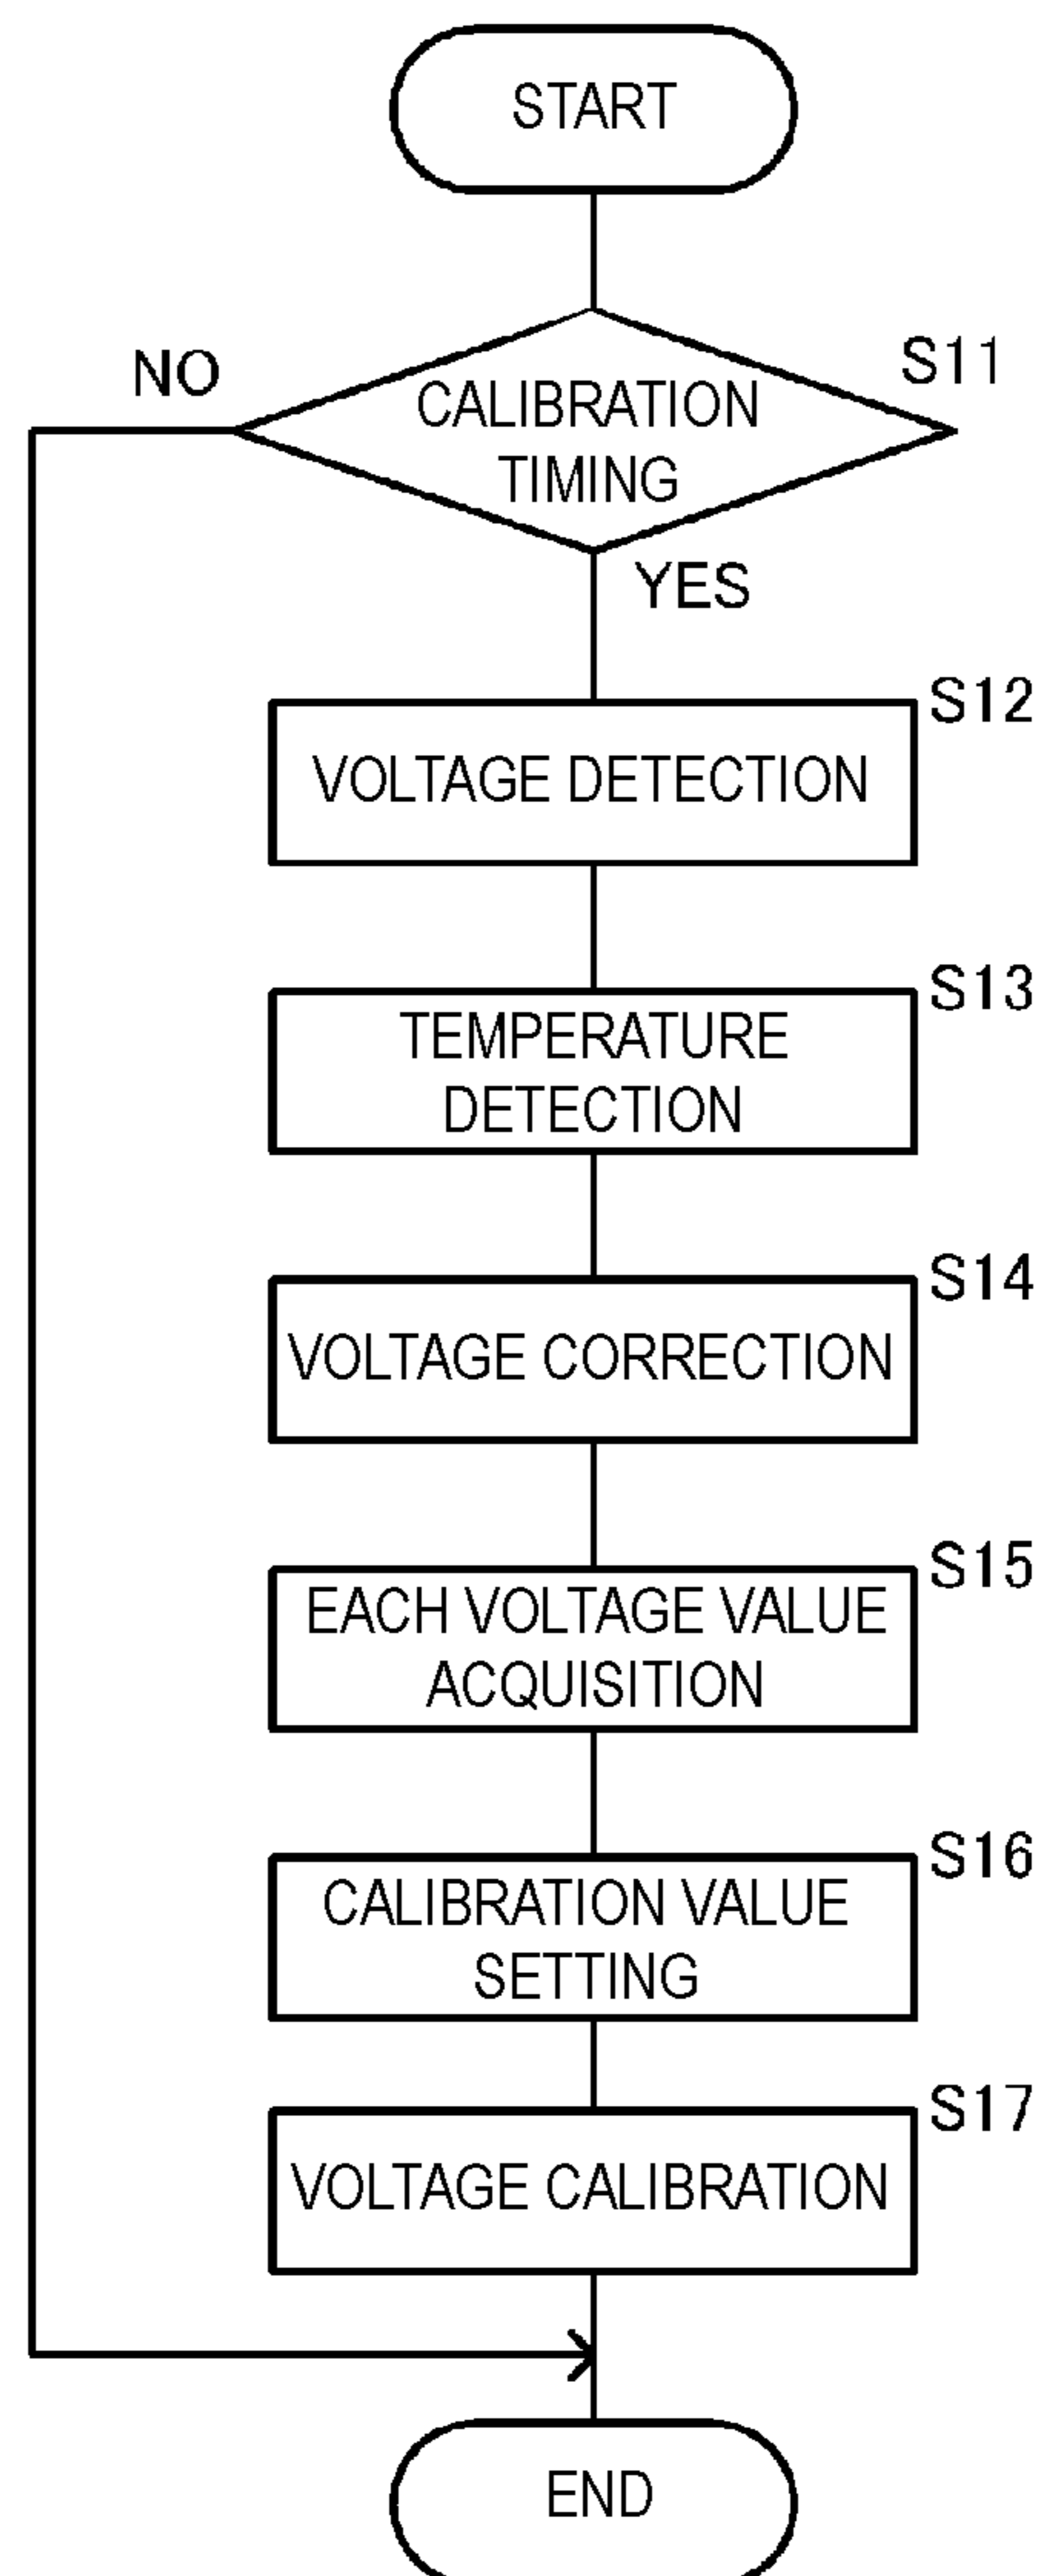 START
NO
S11
CALIBRATION
TIMING
YES
S12
VOLTAGE DETECTION
S13
TEMPERATURE
DETECTION
S14
VOLTAGE CORRECTION
S15
EACH VOLTAGE VALUE
ACQUISITION
S16
CALIBRATION VALUE
SETTING
S17
VOLTAGE CALIBRATION
END